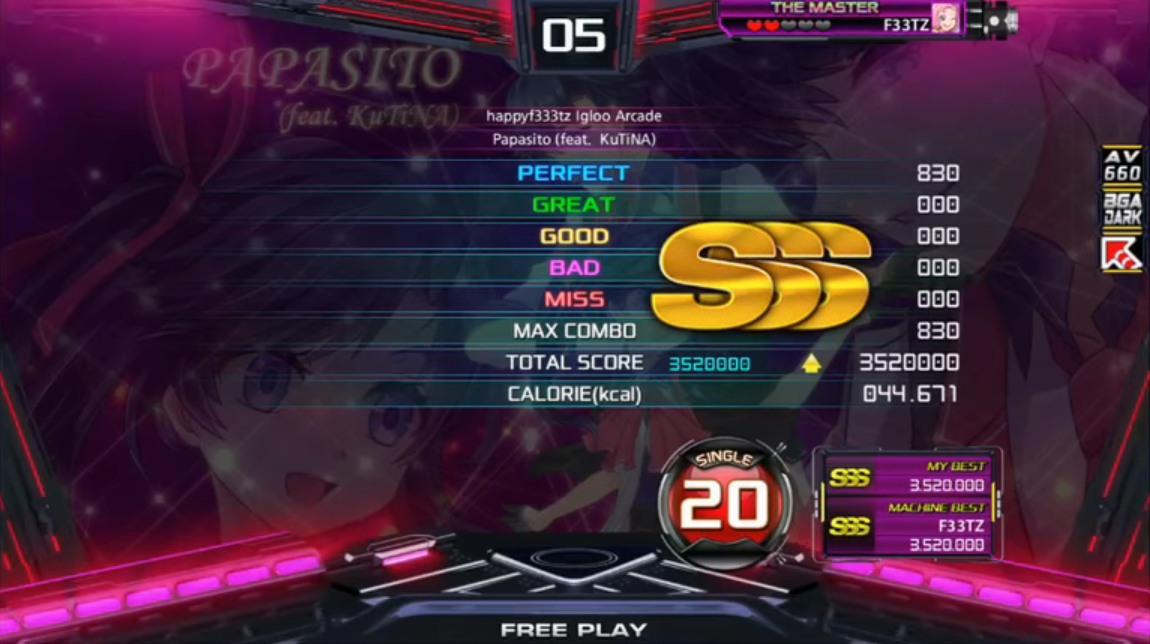 THE MASTER
05
F33TZ
PAPASITO
(feat. KuTiNA)
happyf333tz Igloo Arcade
Papasito (feat. KuTiNA)
PERFECT 830
GREAT 000
GOOD 000
BAD 000
MISS 000
SSS
MAX COMBO 830
TOTAL SCORE 3520000 3520000
CALORIE(kcal) 044.671
AV
660
BGA
DARK
SINGLE
20
SSS MY BEST
3.520.000
MACHINE BEST
SSS F33TZ
3.520.000
FREE PLAY